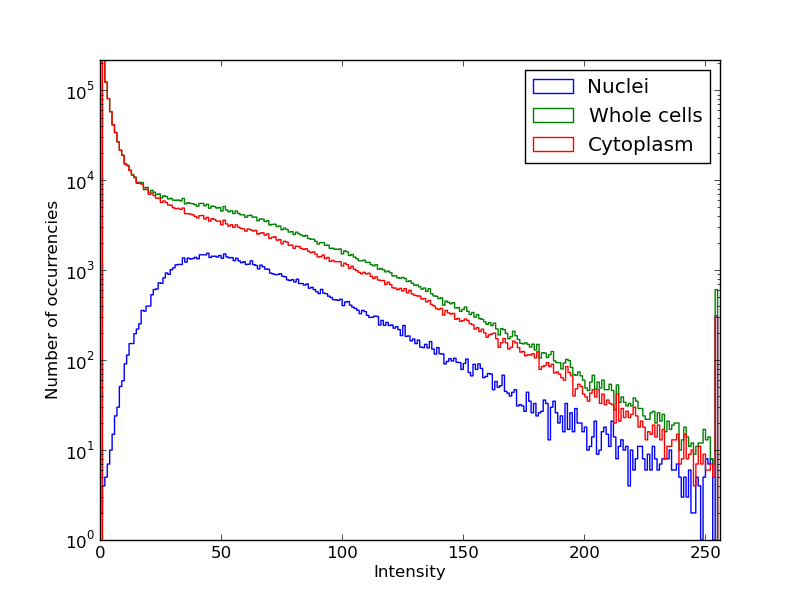 Nuclei
Whole cells
Cytoplasm
Number of occurrencies
10^5
10^4
10^3
10^2
10^1
10^0
0 50 100 150 200 250
Intensity